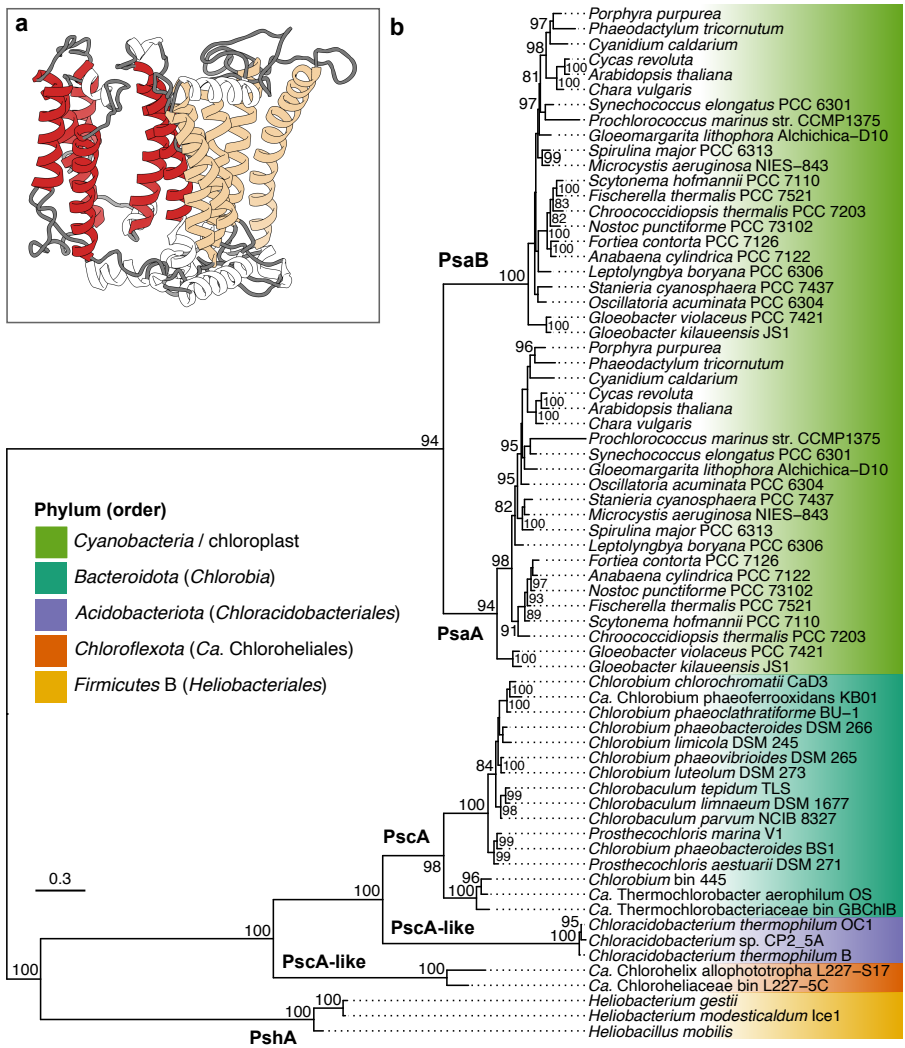 a
b
97
Porphyra purpurea
Phaeodactylum tricornutum
98
Cyanidium caldarium
Cycas revoluta
100
81
Arabidopsis thaliana
100
Chara vulgaris
97
Synechococcus elongatus PCC 6301
Prochlorococcus marinus str. CCMP1375
Gloeomargarita lithophora Alchichica–D10
Spirulina major PCC 6313
99
Microcystis aeruginosa NIES–843
Scytonema hofmannii PCC 7110
100
Fischerella thermalis PCC 7521
83
Chroococcidiopsis thermalis PCC 7203
82
Nostoc punctiforme PCC 73102
100
Fortiea contorta PCC 7126
100
Anabaena cylindrica PCC 7122
PsaB
100
Leptolyngbya boryana PCC 6306
Stanieria cyanosphaera PCC 7437
Oscillatoria acuminata PCC 6304
Gloeobacter violaceus PCC 7421
100
Gloeobacter kilaueensis JS1
96
Porphyra purpurea
Phaeodactylum tricornutum
Cyanidium caldarium
Cycas revoluta
100
Arabidopsis thaliana
100
Chara vulgaris
94
Prochlorococcus marinus str. CCMP1375
95
Synechococcus elongatus PCC 6301
Gloeomargarita lithophora Alchichica–D10
95
Oscillatoria acuminata PCC 6304
Stanieria cyanosphaera PCC 7437
82
Microcystis aeruginosa NIES–843
100
Spirulina major PCC 6313
Leptolyngbya boryana PCC 6306
98
Fortiea contorta PCC 7126
Anabaena cylindrica PCC 7122
97
Nostoc punctiforme PCC 73102
93
Fischerella thermalis PCC 7521
94
89
Scytonema hofmannii PCC 7110
PsaA
91
Chroococcidiopsis thermalis PCC 7203
Gloeobacter violaceus PCC 7421
100
Gloeobacter kilaueensis JS1
Phylum (order)
Cyanobacteria / chloroplast
Bacteroidota (Chlorobia)
Acidobacteriota (Chloracidobacteriales)
Chloroflexota (Ca. Chloroheliales)
Firmicutes B (Heliobacteriales)
Chlorobium chlorochromatii CaD3
100
Ca. Chlorobium phaeoferrooxidans KB01
100
Chlorobium phaeoclathratiforme BU–1
Chlorobium phaeobacteroides DSM 266
Chlorobium limicola DSM 245
84
Chlorobium phaeovibrioides DSM 265
100
Chlorobium luteolum DSM 273
Chlorobaculum tepidum TLS
99
Chlorobaculum limnaeum DSM 1677
100
98
Chlorobaculum parvum NCIB 8327
Prosthecochloris marina V1
PscA
99
Chlorobium phaeobacteroides BS1
98
99
Prosthecochloris aestuarii DSM 271
0.3
96
Chlorobium bin 445
100
100
Ca. Thermochlorobacter aerophilum OS
Ca. Thermochlorobacteriaceae bin GBChlB
PscA-like
95
Chloracidobacterium thermophilum OC1
100
Chloracidobacterium sp. CP2_5A
100
Chloracidobacterium thermophilum B
PscA-like
100
Ca. Chlorohelix allophototropha L227-S17
100
Ca. Chloroheliaceae bin L227-5C
Heliobacterium gestii
100
Heliobacterium modesticaldum Ice1
100
PshA
Heliobacillus mobilis